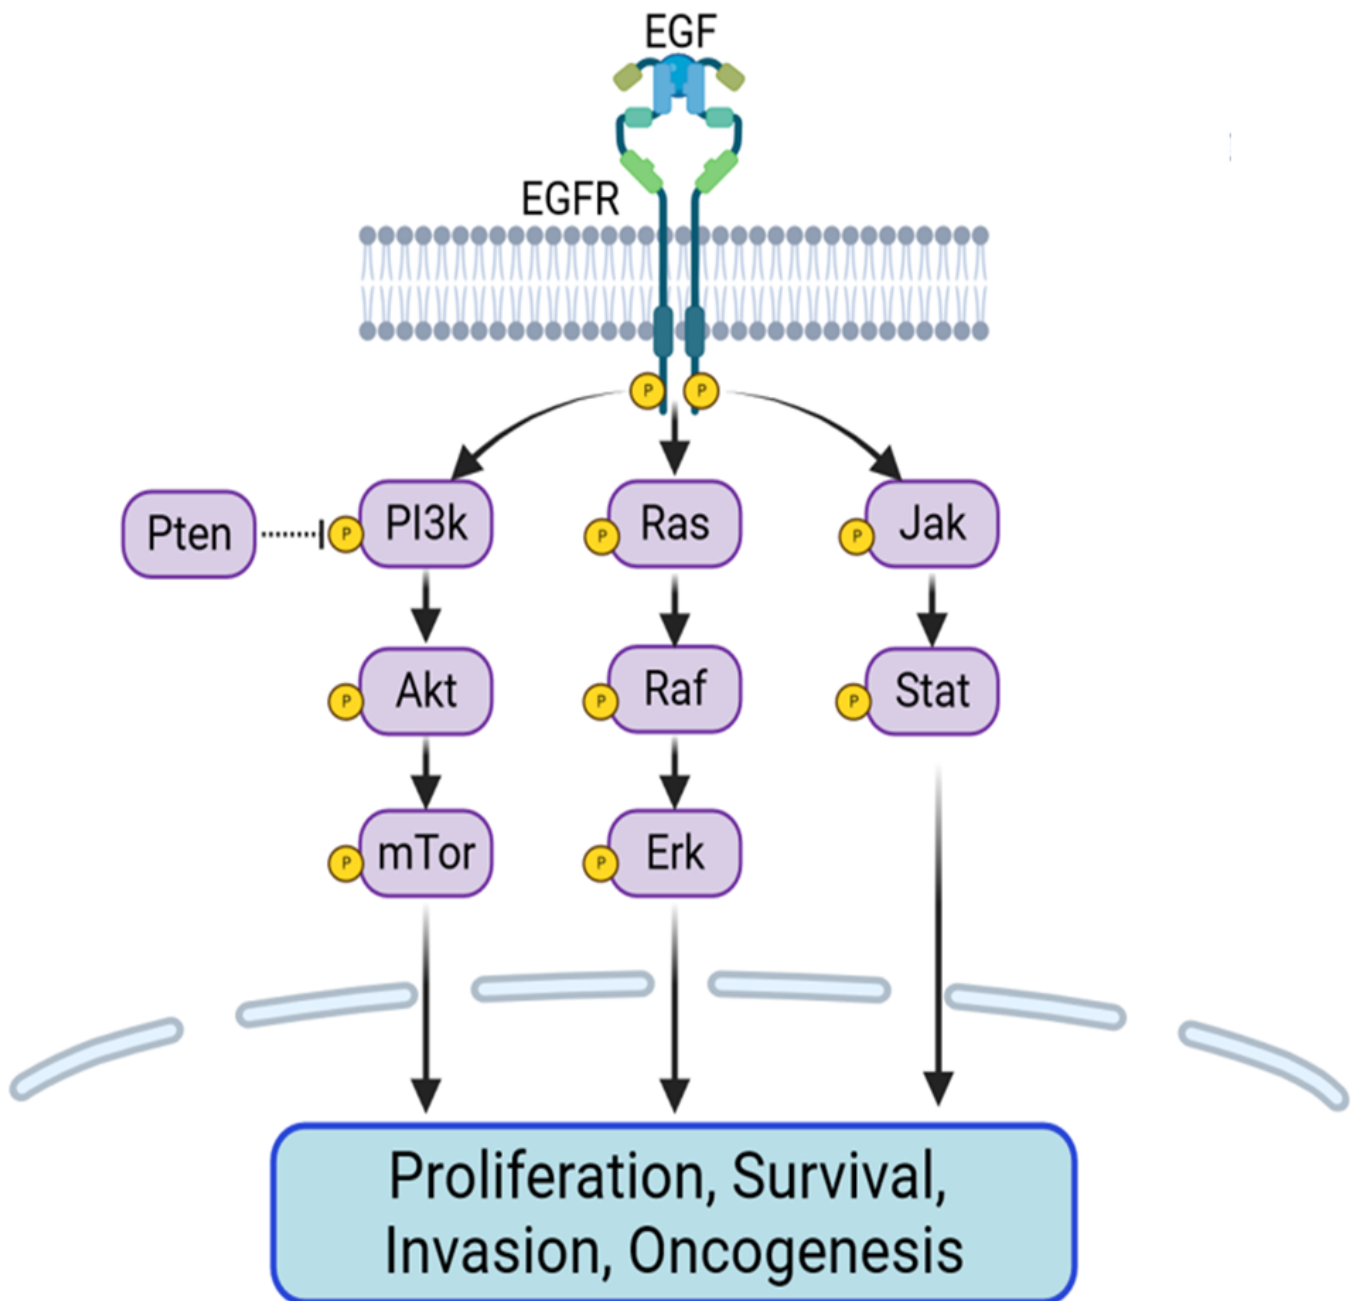 EGF
EGFR
P P
Pten
P PI3k
P Ras
P Jak
P Akt
P Raf
P Stat
P mTor
P Erk
Proliferation, Survival,
Invasion, Oncogenesis